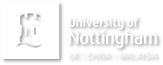 University of
Nottingham
UK | CHINA | MALAYSIA